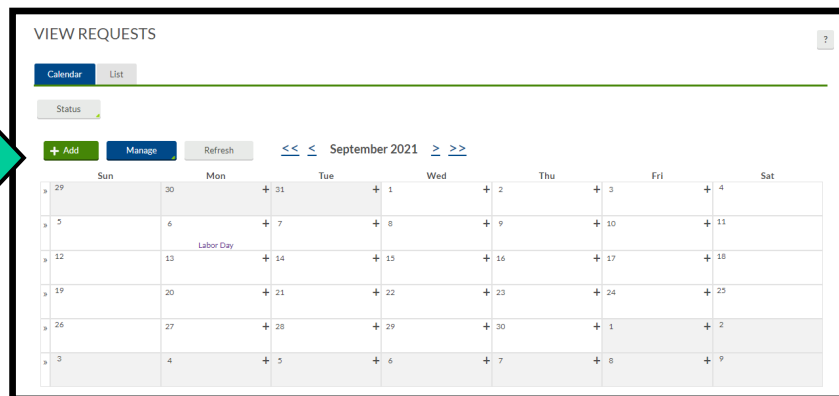 VIEW REQUESTS
?
Calendar List
Status
+ Add Manage Refresh << < September 2021 > >>
Sun Mon Tue Wed Thu Fri Sat
» 29 30 + 31 + 1 + 2 + 3 + 4
» 5 6 + 7 + 8 + 9 + 10 + 11
Labor Day
» 12 13 + 14 + 15 + 16 + 17 + 18
» 19 20 + 21 + 22 + 23 + 24 + 25
» 26 27 + 28 + 29 + 30 + 1 + 2
» 3 4 + 5 + 6 + 7 + 8 + 9